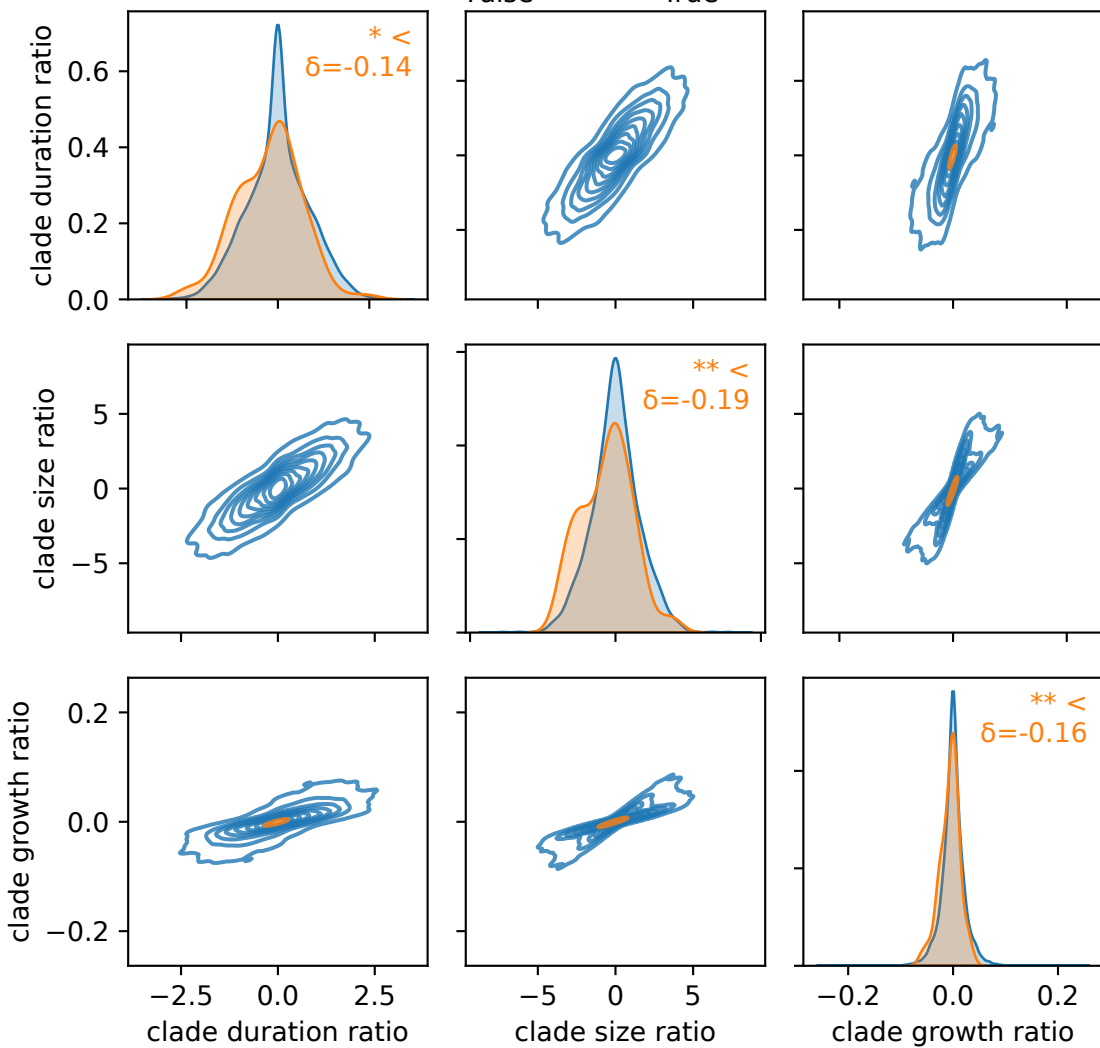 False True
clade duration ratio
0.6
0.4
0.2
0.0
* <
δ=-0.14
clade size ratio
5
0
−5
** <
δ=-0.19
clade growth ratio
0.2
0.0
−0.2
** <
δ=-0.16
−2.5 0.0 2.5
−5 0 5
−0.2 0.0 0.2
clade duration ratio
clade size ratio
clade growth ratio